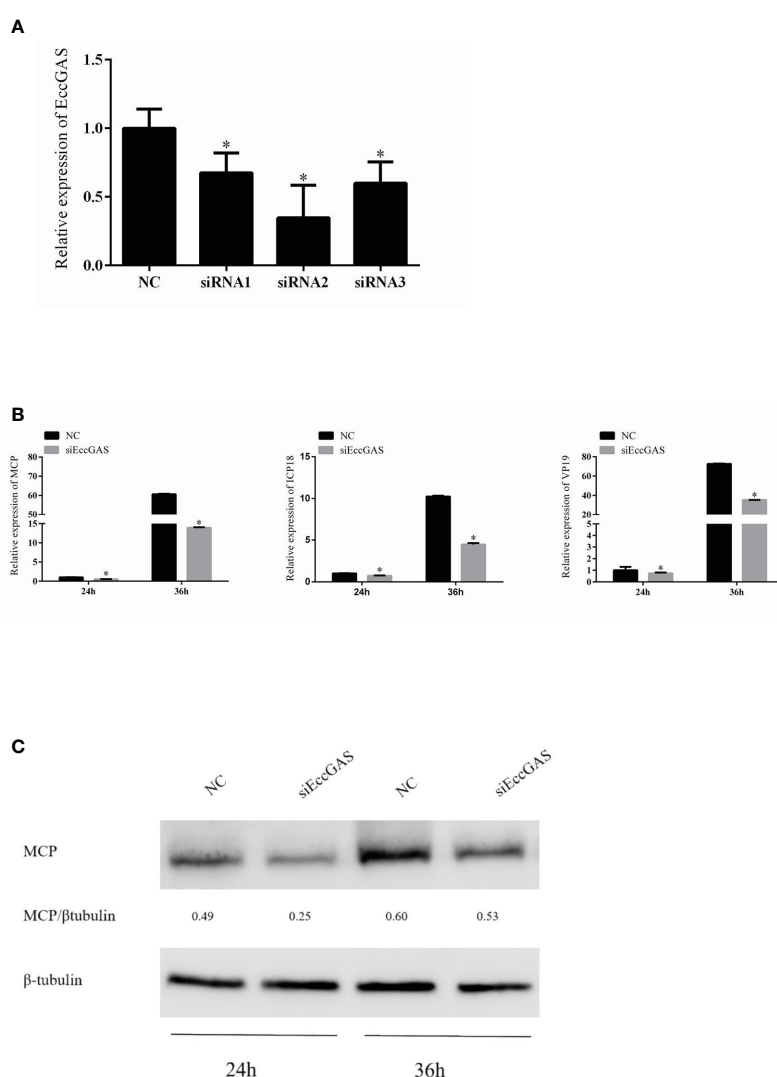 A
Relative expression of EccGAS
1.5
1.0
0.5
0.0
*
*
*
NC
siRNA1
siRNA2
siRNA3
B
NC
siEccGAS
Relative expression of MCP
80
60
40
20
15
10
5
0
*
*
24h
36h
NC
siEccGAS
Relative expression of ICP18
15
10
5
0
*
*
24h
36h
NC
siEccGAS
Relative expression of VP19
80
60
40
20
5
4
3
2
1
0
*
*
24h
36h
C
NC
siEccGAS
NC
siEccGAS
MCP
MCP/βtubulin 0.49 0.25 0.60 0.53
β-tubulin
24h 36h